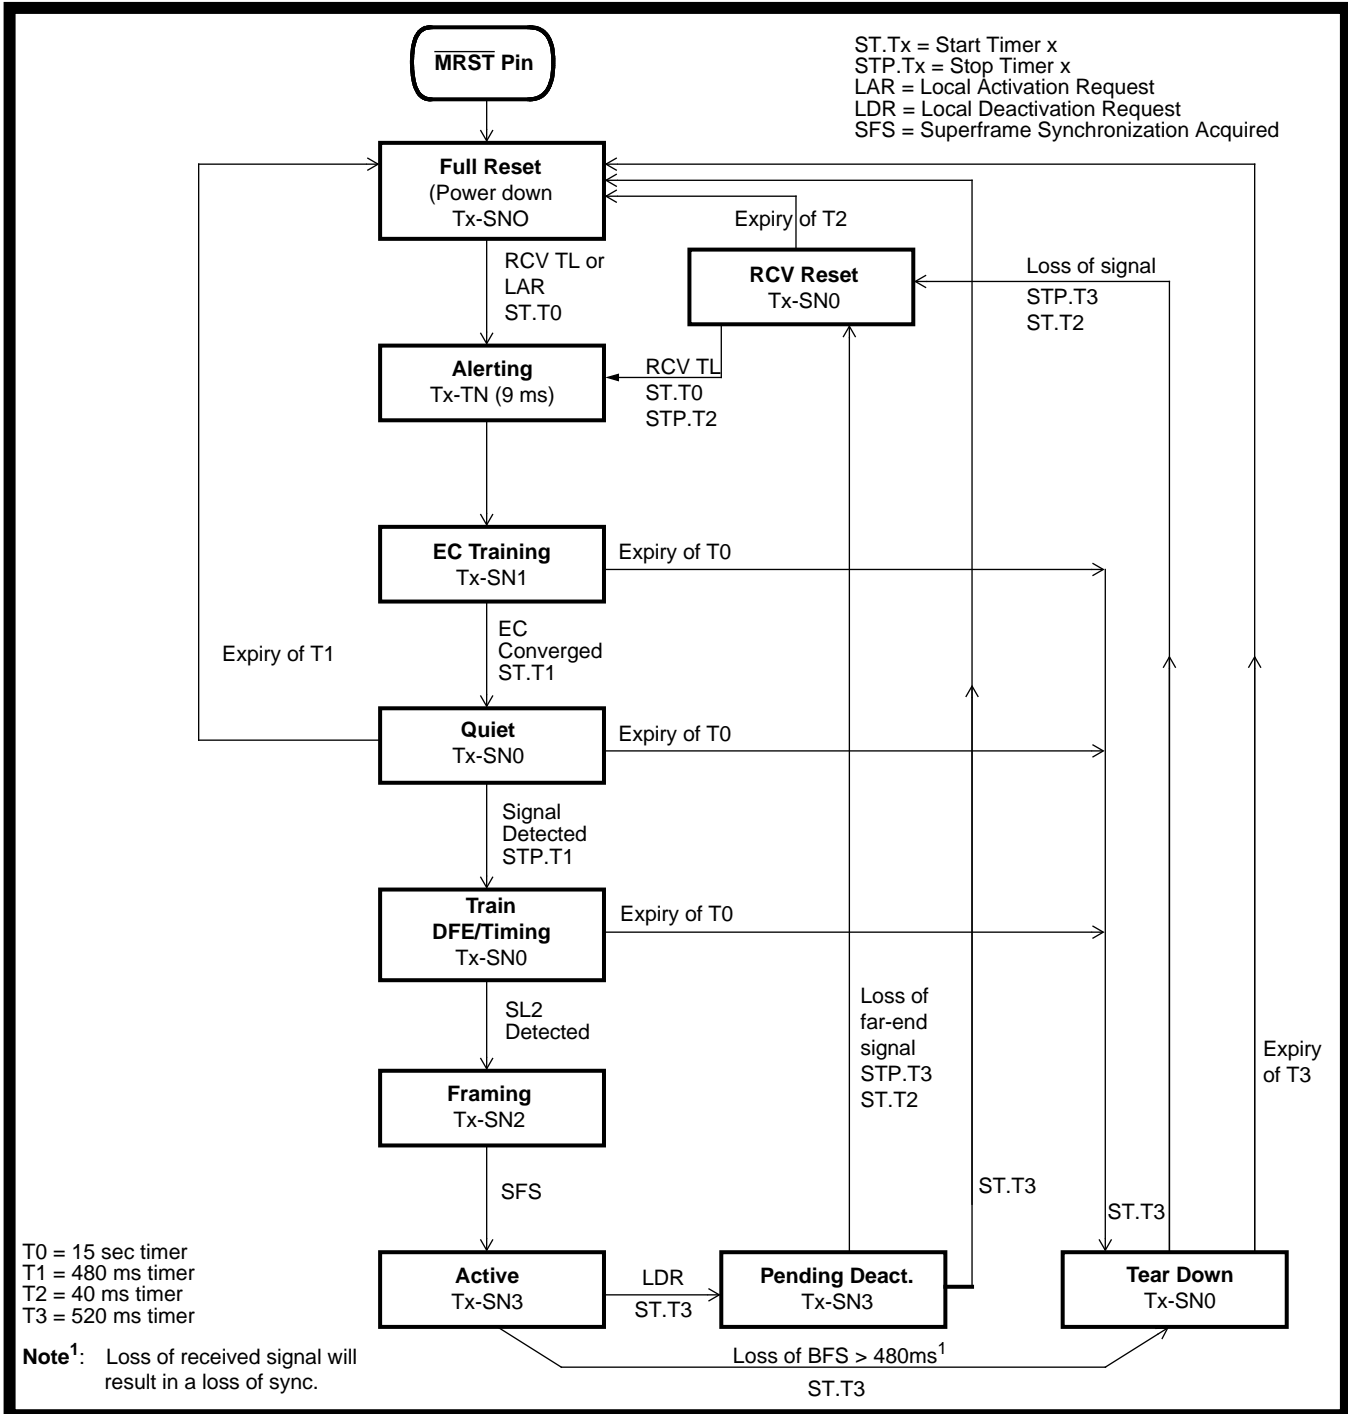 MRST Pin
ST.Tx = Start Timer x
STP.Tx = Stop Timer x
LAR = Local Activation Request
LDR = Local Deactivation Request
SFS = Superframe Synchronization Acquired
Full Reset
(Power down
Tx-SNO
Expiry of T2
RCV TL or
LAR
ST.T0
RCV Reset
Tx-SN0
Loss of signal
STP.T3
ST.T2
Alerting
Tx-TN (9 ms)
RCV TL
ST.T0
STP.T2
EC Training
Tx-SN1
Expiry of T0
EC
Converged
ST.T1
Expiry of T1
Quiet
Tx-SN0
Expiry of T0
Signal
Detected
STP.T1
Train
DFE/Timing
Tx-SN0
Expiry of T0
SL2
Detected
Loss of
far-end
signal
STP.T3
ST.T2
Expiry
of T3
Framing
Tx-SN2
SFS
ST.T3
ST.T3
T0 = 15 sec timer
T1 = 480 ms timer
T2 = 40 ms timer
T3 = 520 ms timer
Active
Tx-SN3
LDR
ST.T3
Pending Deact.
Tx-SN3
Tear Down
Tx-SN0
Loss of BFS > 480ms1
ST.T3
Note1: Loss of received signal will
result in a loss of sync.